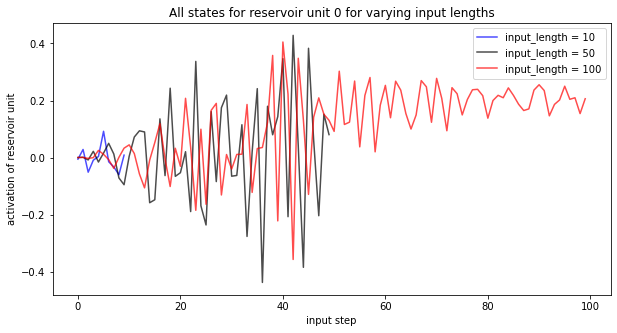 All states for reservoir unit 0 for varying input lengths
input_length = 10
input_length = 50
input_length = 100
activation of reservoir unit
0.4
0.2
0.0
−0.2
−0.4
0 20 40 60 80 100
input step